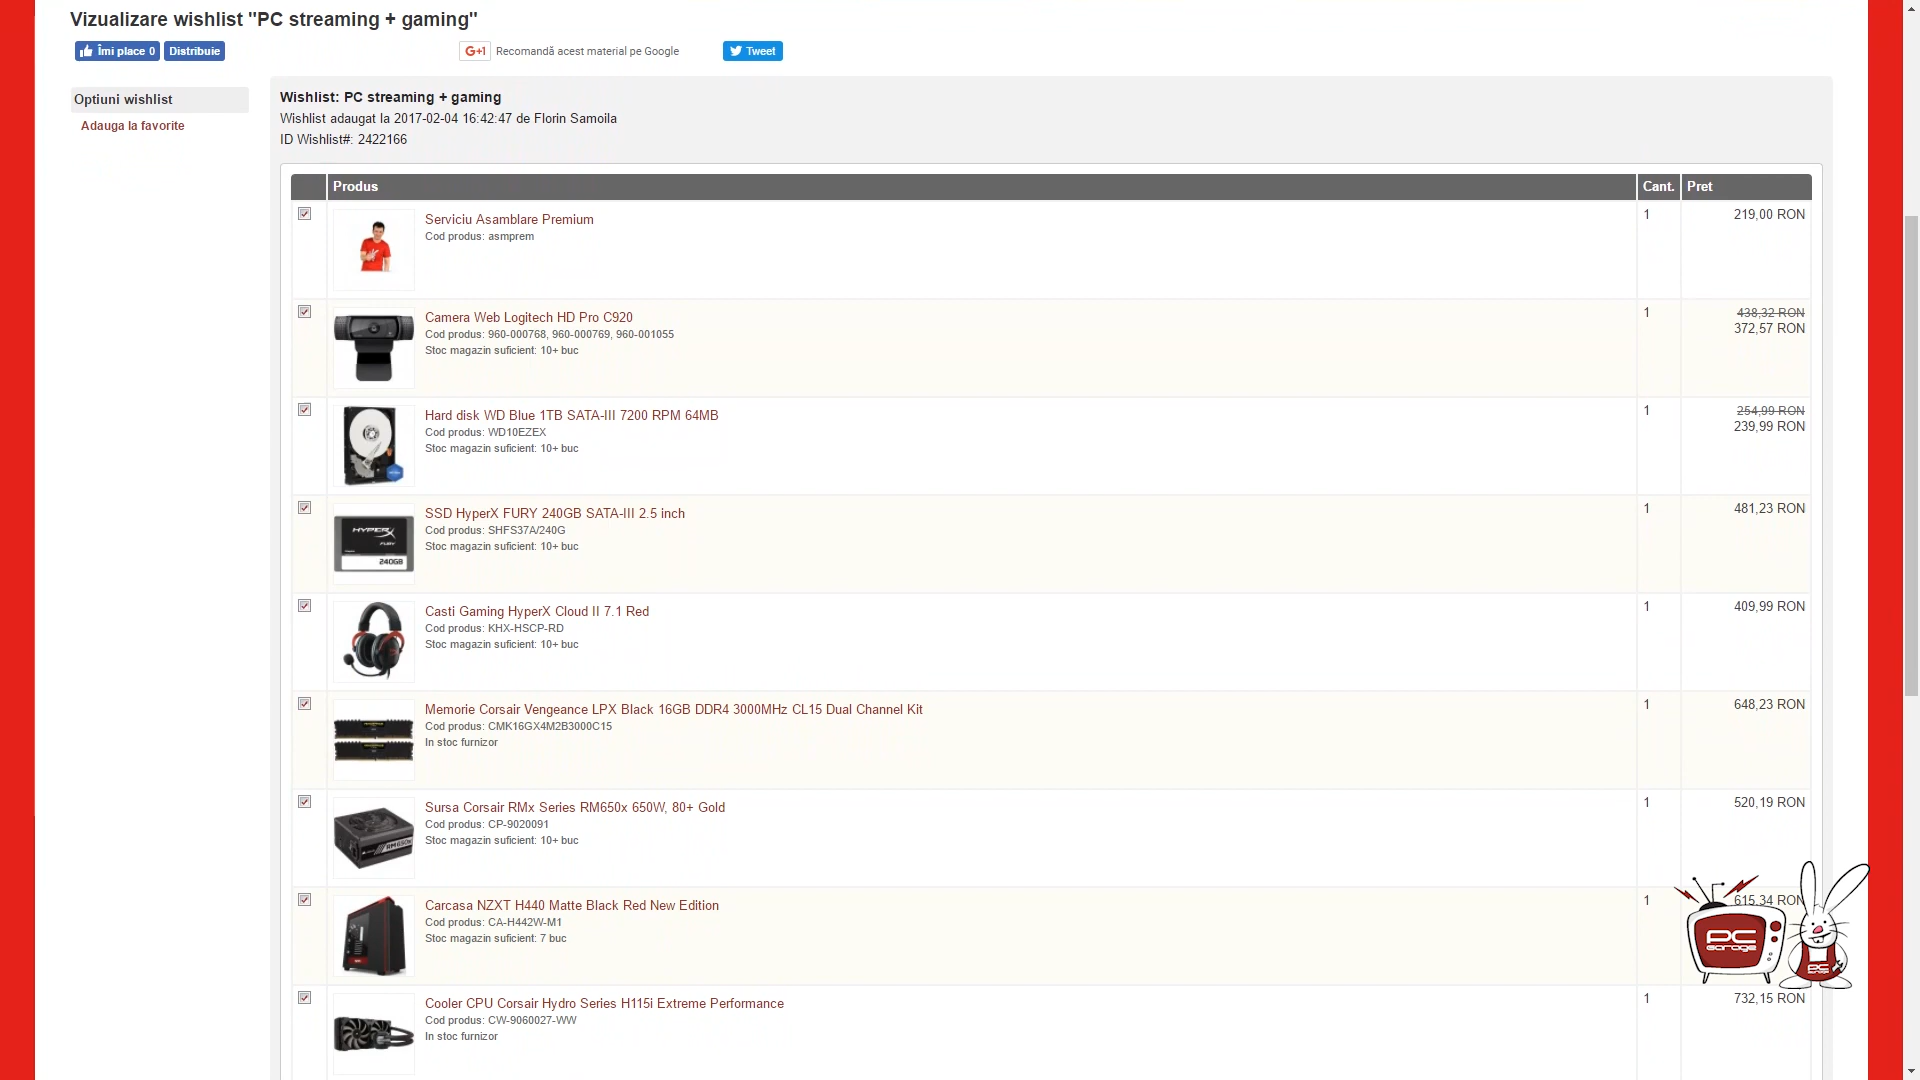 Vizualizare wishlist "PC streaming + gaming"
Îmi place 0 Distribuie G+1 Recomandă acest material pe Google Tweet
Optiuni wishlist
Adauga la favorite
Wishlist: PC streaming + gaming
Wishlist adaugat la 2017-02-04 16:42:47 de Florin Samoila
ID Wishlist#: 2422166
Produs Cant. Pret
Serviciu Asamblare Premium 1 219,00 RON
Cod produs: asmprem
Camera Web Logitech HD Pro C920 1 438,32 RON
372,57 RON
Cod produs: 960-000768, 960-000769, 960-001055
Stoc magazin suficient: 10+ buc
Hard disk WD Blue 1TB SATA-III 7200 RPM 64MB 1 254,99 RON
239,99 RON
Cod produs: WD10EZEX
Stoc magazin suficient: 10+ buc
SSD HyperX FURY 240GB SATA-III 2.5 inch 1 481,23 RON
Cod produs: SHFS37A/240G
Stoc magazin suficient: 10+ buc
HYPERX
FURY
240GB
Casti Gaming HyperX Cloud II 7.1 Red 1 409,99 RON
Cod produs: KHX-HSCP-RD
Stoc magazin suficient: 10+ buc
Memorie Corsair Vengeance LPX Black 16GB DDR4 3000MHz CL15 Dual Channel Kit 1 648,23 RON
Cod produs: CMK16GX4M2B3000C15
In stoc furnizor
Sursa Corsair RMx Series RM650x 650W, 80+ Gold 1 520,19 RON
Cod produs: CP-9020091
Stoc magazin suficient: 10+ buc
RM650x
Carcasa NZXT H440 Matte Black Red New Edition 1 615,34 RON
Cod produs: CA-H442W-M1
Stoc magazin suficient: 7 buc
PC
Garage
PC
Cooler CPU Corsair Hydro Series H115i Extreme Performance 1 732,15 RON
Cod produs: CW-9060027-WW
In stoc furnizor